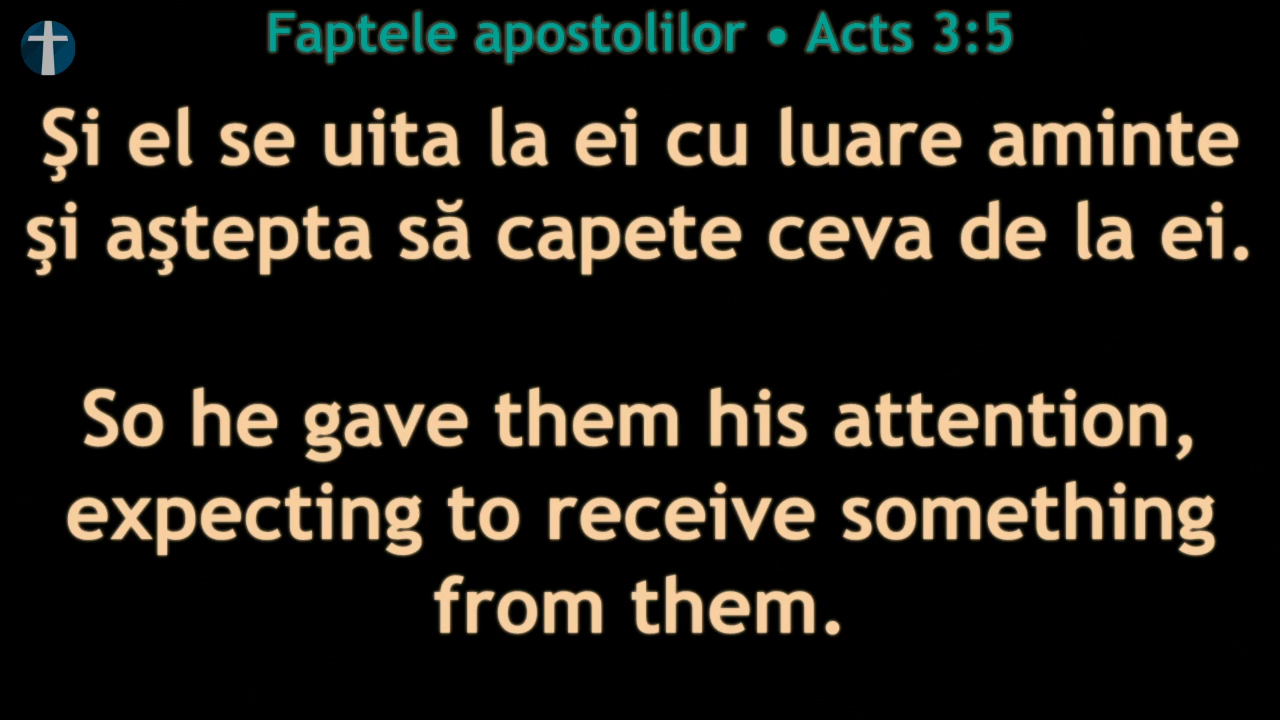 Faptele apostolilor • Acts 3:5
Şi el se uita la ei cu luare aminte
şi aştepta să capete ceva de la ei.
So he gave them his attention,
expecting to receive something
from them.